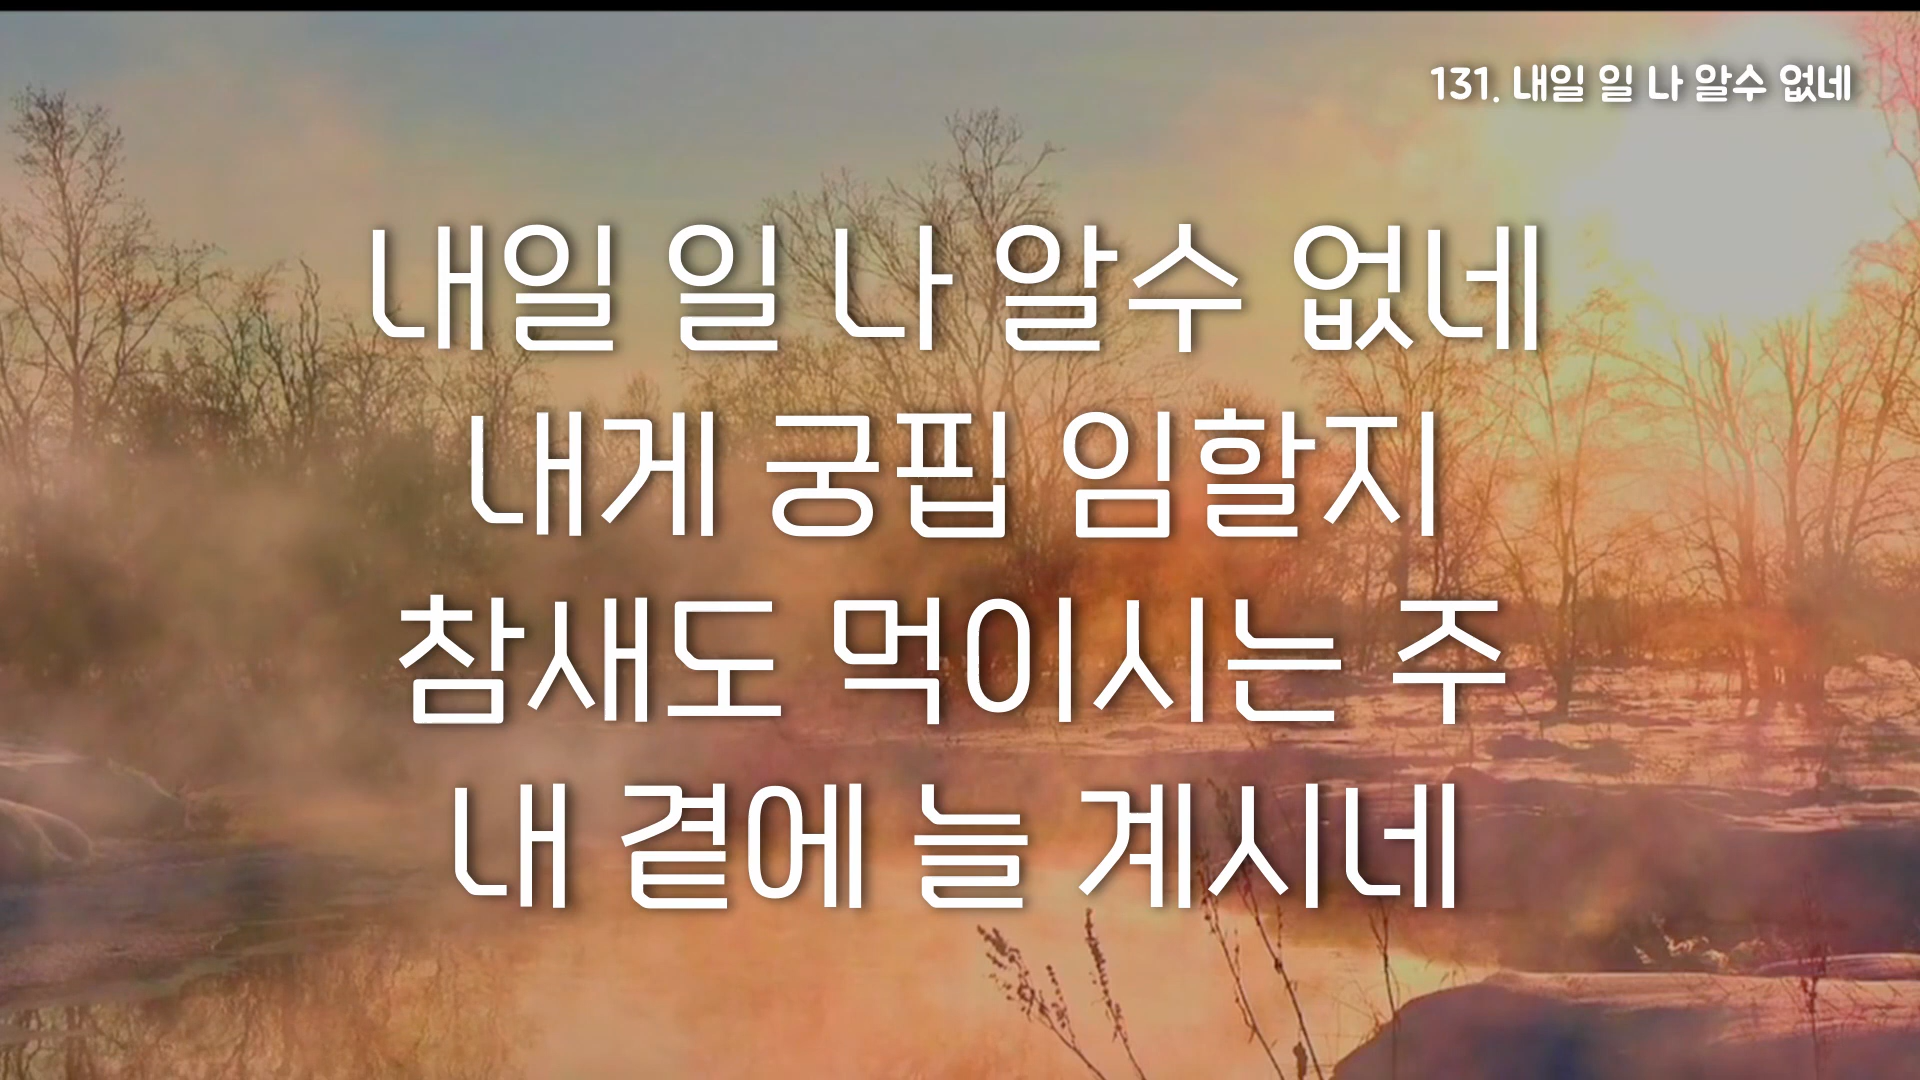 131. 내일 일 나 알수 없네
내일 일 나 알수 없네
내게 궁핍 임할지
참새도 먹이시는 주
내 곁에 늘 계시네